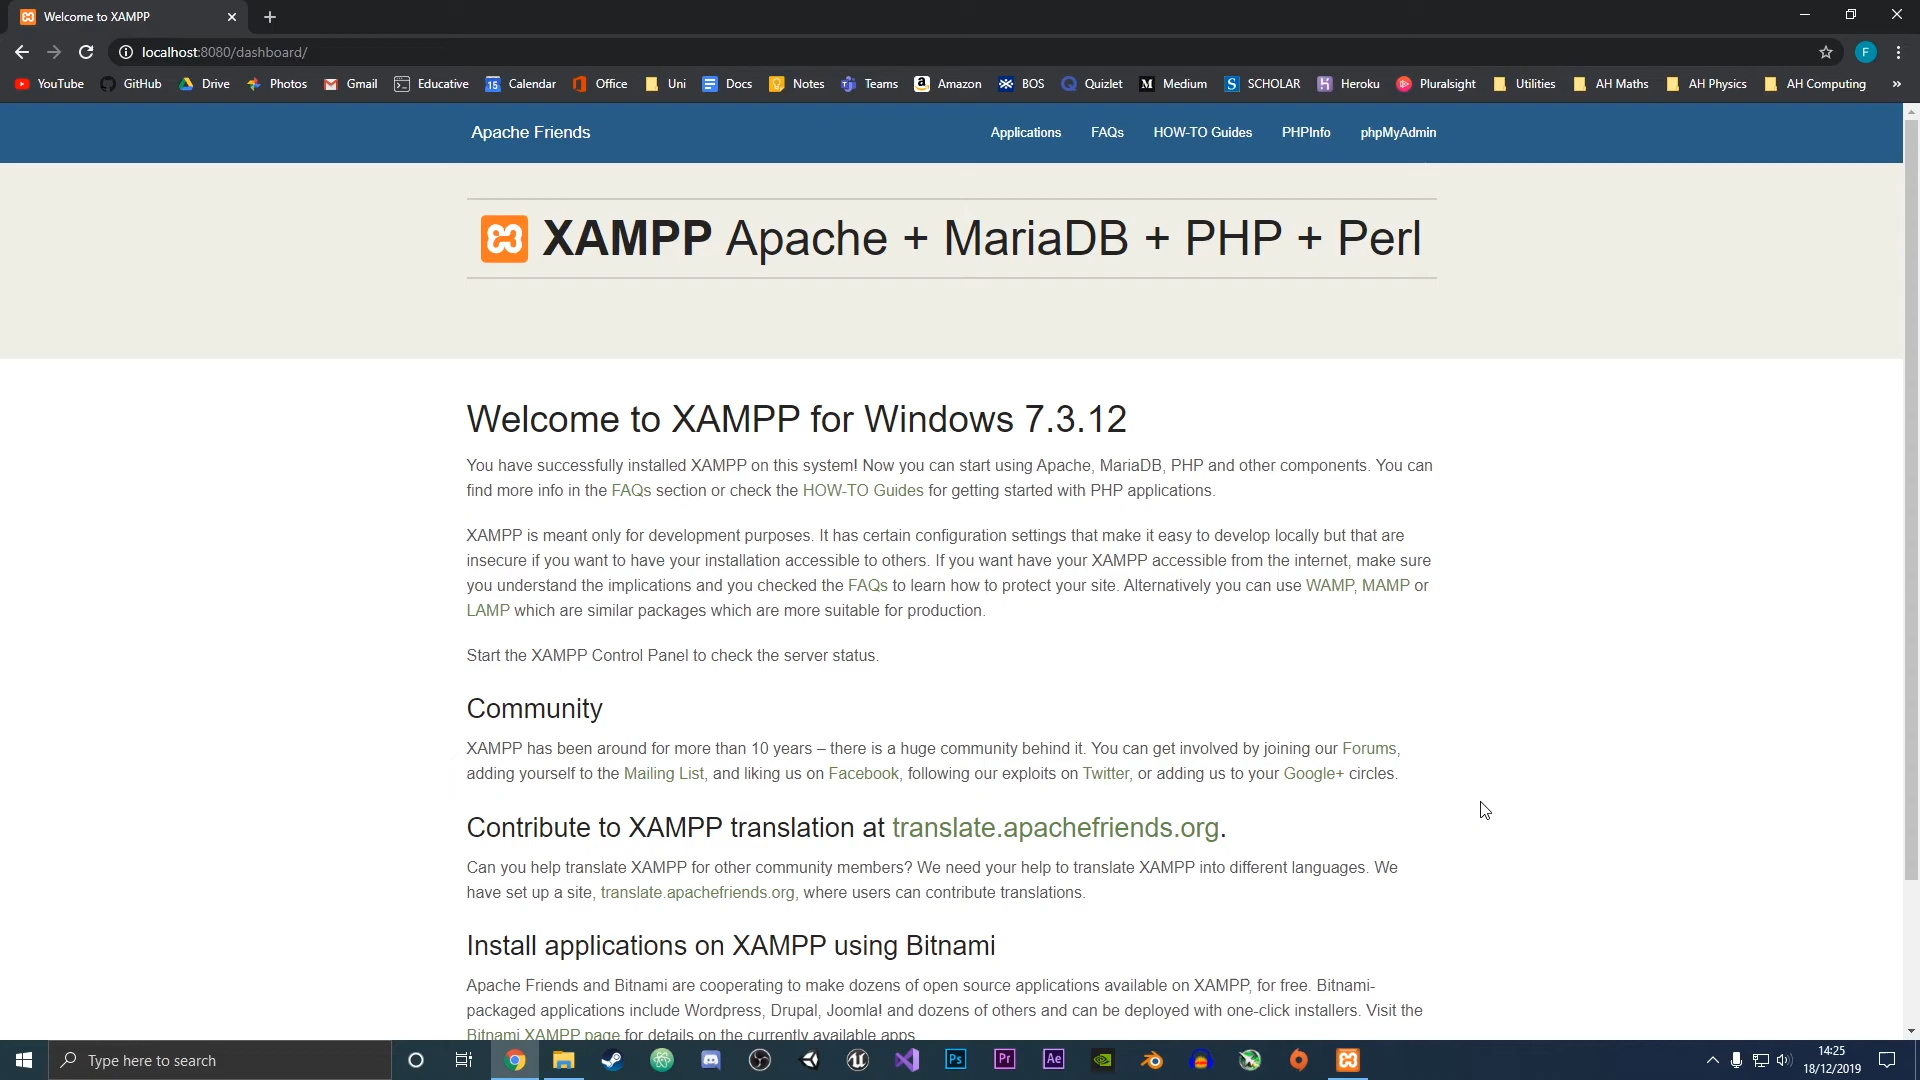 Welcome to XAMPP
localhost:8080/dashboard/
F
YouTube GitHub Drive Photos Gmail Educative 15 Calendar Office Uni Docs Notes Teams a Amazon BOS Quizlet M Medium S SCHOLAR Heroku Pluralsight Utilities AH Maths AH Physics AH Computing »
Apache Friends Applications FAQs HOW-TO Guides PHPInfo phpMyAdmin
XAMPP Apache + MariaDB + PHP + Perl
Welcome to XAMPP for Windows 7.3.12
You have successfully installed XAMPP on this system! Now you can start using Apache, MariaDB, PHP and other components. You can
find more info in the FAQs section or check the HOW-TO Guides for getting started with PHP applications.
XAMPP is meant only for development purposes. It has certain configuration settings that make it easy to develop locally but that are
insecure if you want to have your installation accessible to others. If you want have your XAMPP accessible from the internet, make sure
you understand the implications and you checked the FAQs to learn how to protect your site. Alternatively you can use WAMP, MAMP or
LAMP which are similar packages which are more suitable for production.
Start the XAMPP Control Panel to check the server status.
Community
XAMPP has been around for more than 10 years – there is a huge community behind it. You can get involved by joining our Forums,
adding yourself to the Mailing List, and liking us on Facebook, following our exploits on Twitter, or adding us to your Google+ circles.
Contribute to XAMPP translation at translate.apachefriends.org.
Can you help translate XAMPP for other community members? We need your help to translate XAMPP into different languages. We
have set up a site, translate.apachefriends.org, where users can contribute translations.
Install applications on XAMPP using Bitnami
Apache Friends and Bitnami are cooperating to make dozens of open source applications available on XAMPP, for free. Bitnami-
packaged applications include Wordpress, Drupal, Joomla! and dozens of others and can be deployed with one-click installers. Visit the
Bitnami XAMPP page for details on the currently available apps.
Type here to search Ps Pr Ae 14:25
18/12/2019